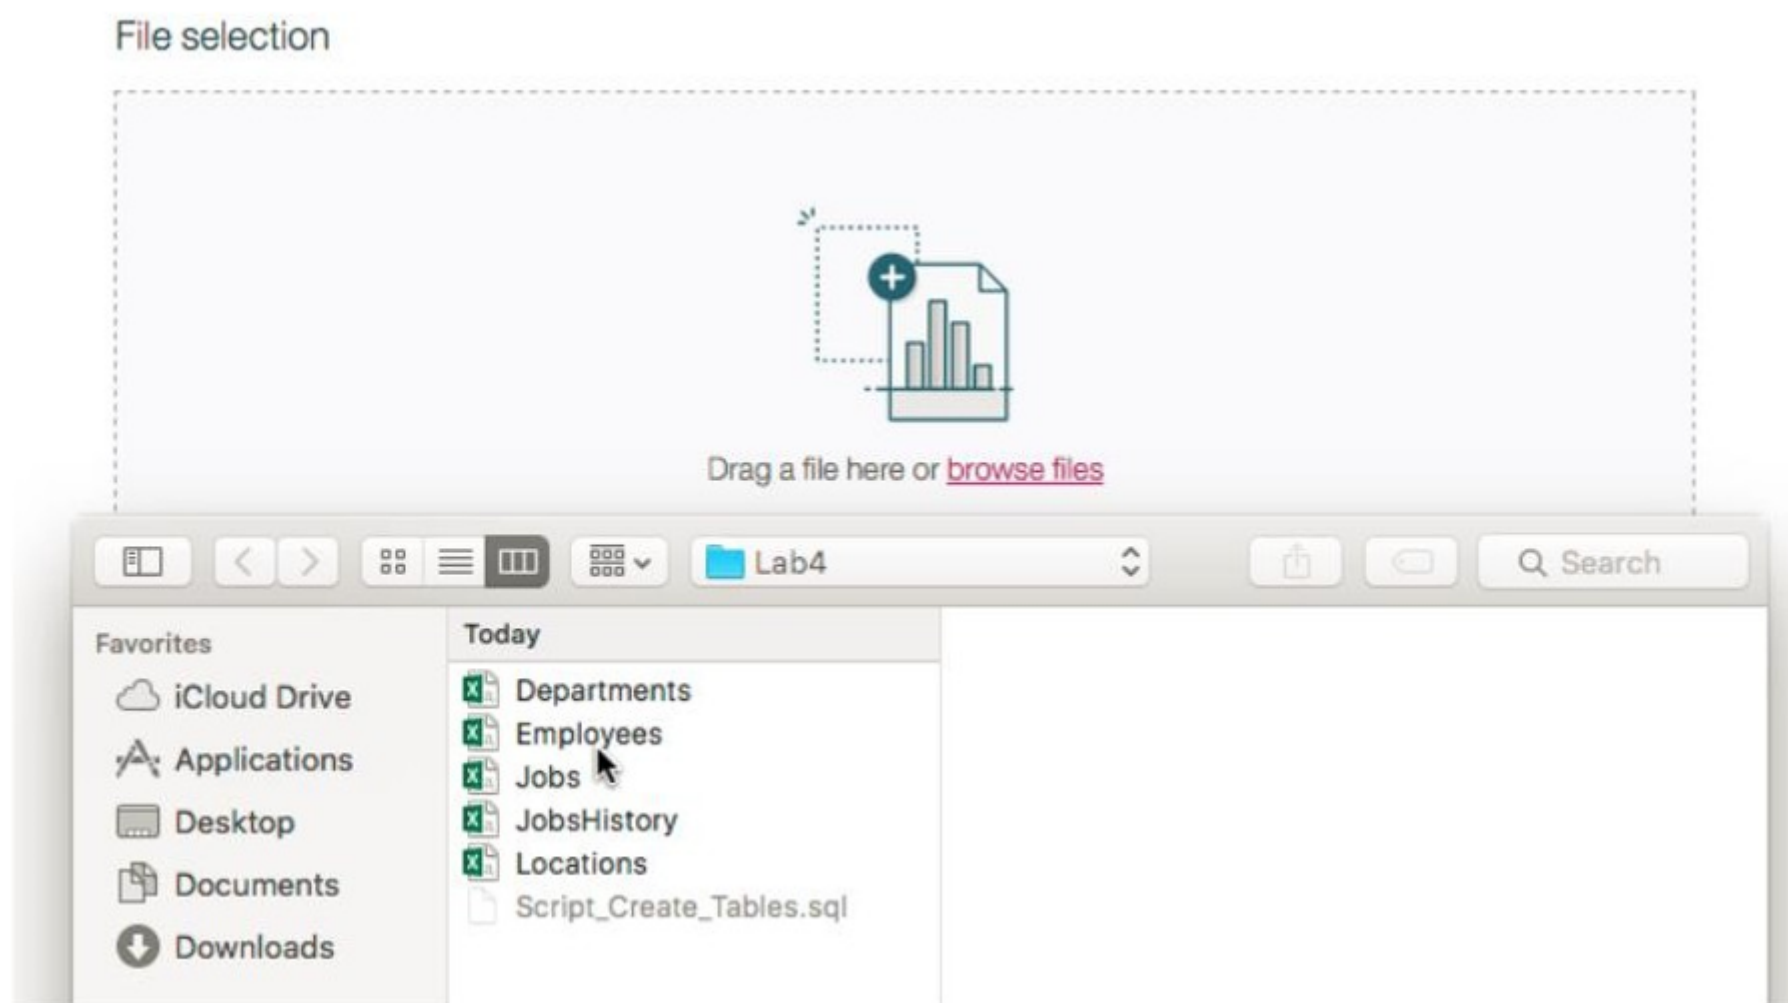 File selection
Drag a file here or browse files
Lab4
Search
Favorites
iCloud Drive
Applications
Desktop
Documents
Downloads
Today
Departments
Employees
Jobs
JobsHistory
Locations
Script_Create_Tables.sql